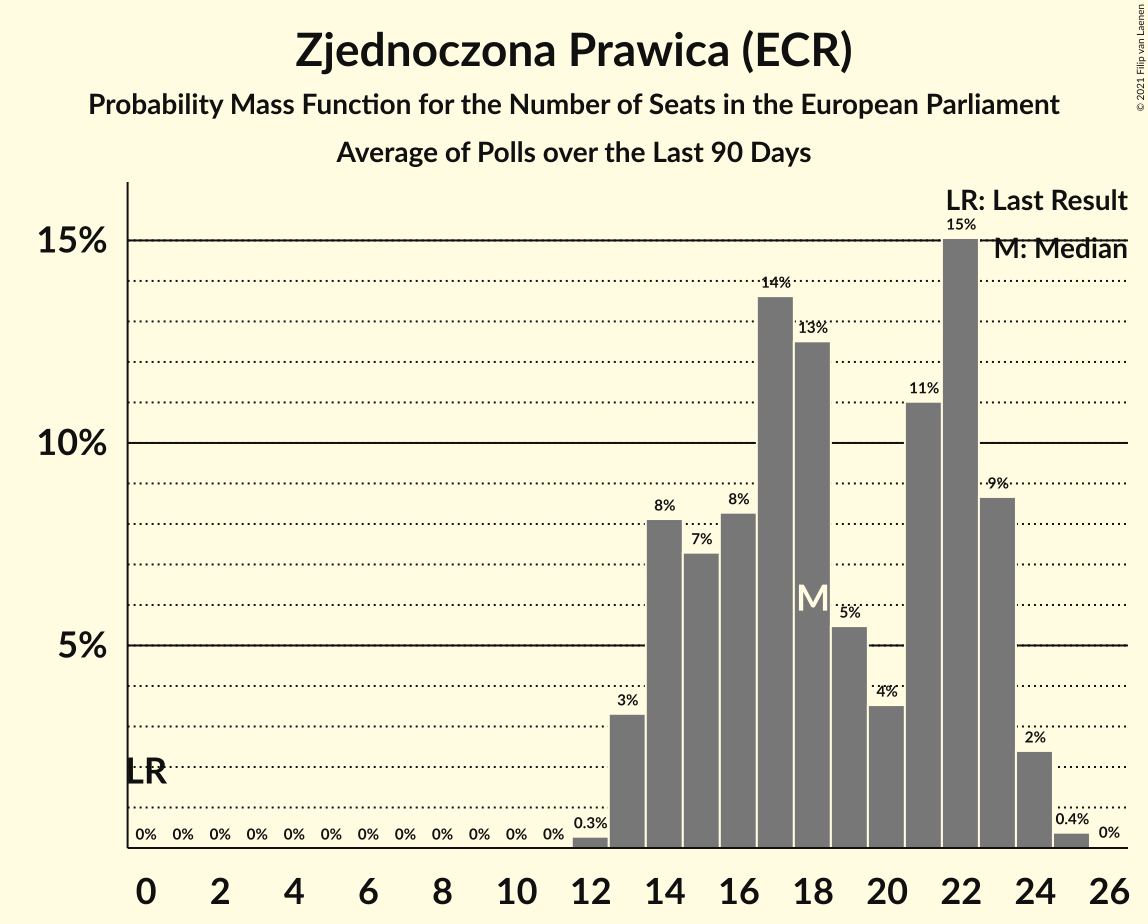 Zjednoczona Prawica (ECR)
Probability Mass Function for the Number of Seats in the European Parliament
Average of Polls over the Last 90 Days
© 2021 Filip van Laenen
LR: Last Result
M: Median
15%
10%
5%
0% 0% 0% 0% 0% 0% 0% 0% 0% 0% 0% 0% 0.3% 3% 8% 7% 8% 14% 13% 5% 4% 11% 15% 9% 2% 0.4% 0%
LR
M
0 2 4 6 8 10 12 14 16 18 20 22 24 26